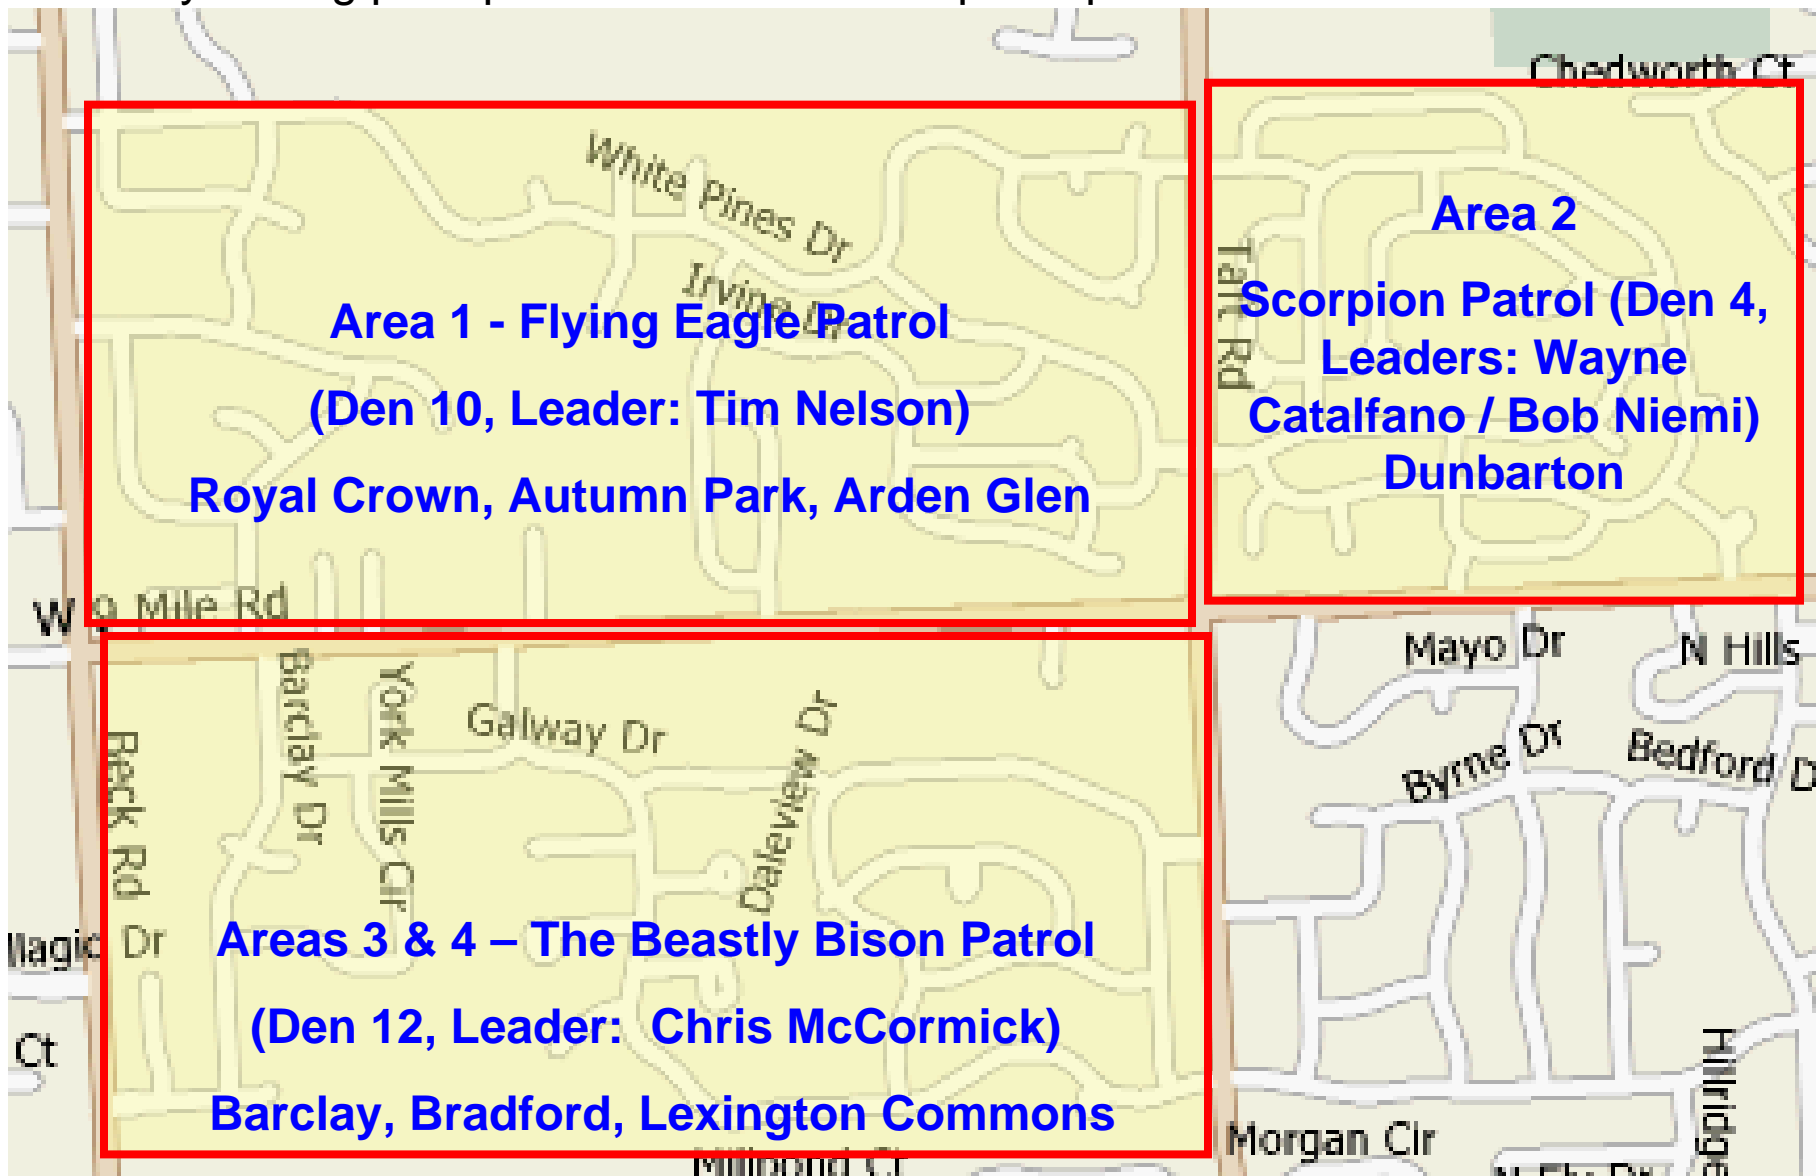 Chedworth Ct
White Pines Dr
Irvine Dr
Taft Rd
Area 1 - Flying Eagle Patrol
(Den 10, Leader: Tim Nelson)
Royal Crown, Autumn Park, Arden Glen
Area 2
Scorpion Patrol (Den 4,
Leaders: Wayne
Catalfano / Bob Niemi)
Dunbarton
W 9 Mile Rd
Mayo Dr
N Hills
Barclay Dr
York Mills Cir
Galway Dr
Daleview Dr
Beck Rd
Byrne Dr
Bedford D
Magic Dr
Areas 3 & 4 – The Beastly Bison Patrol
(Den 12, Leader: Chris McCormick)
Barclay, Bradford, Lexington Commons
Ct
Hillridge
Morgan Cir
Millpond Ct